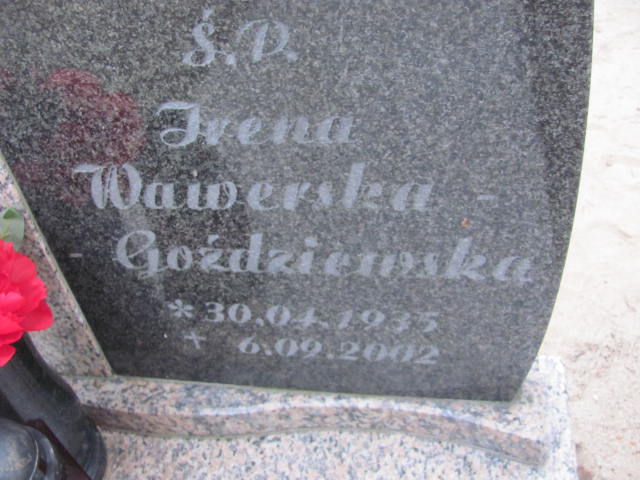 Ś.P.
Irena
Wawerska -
- Goździewska
* 30.04.1935
+ 6.09.2002